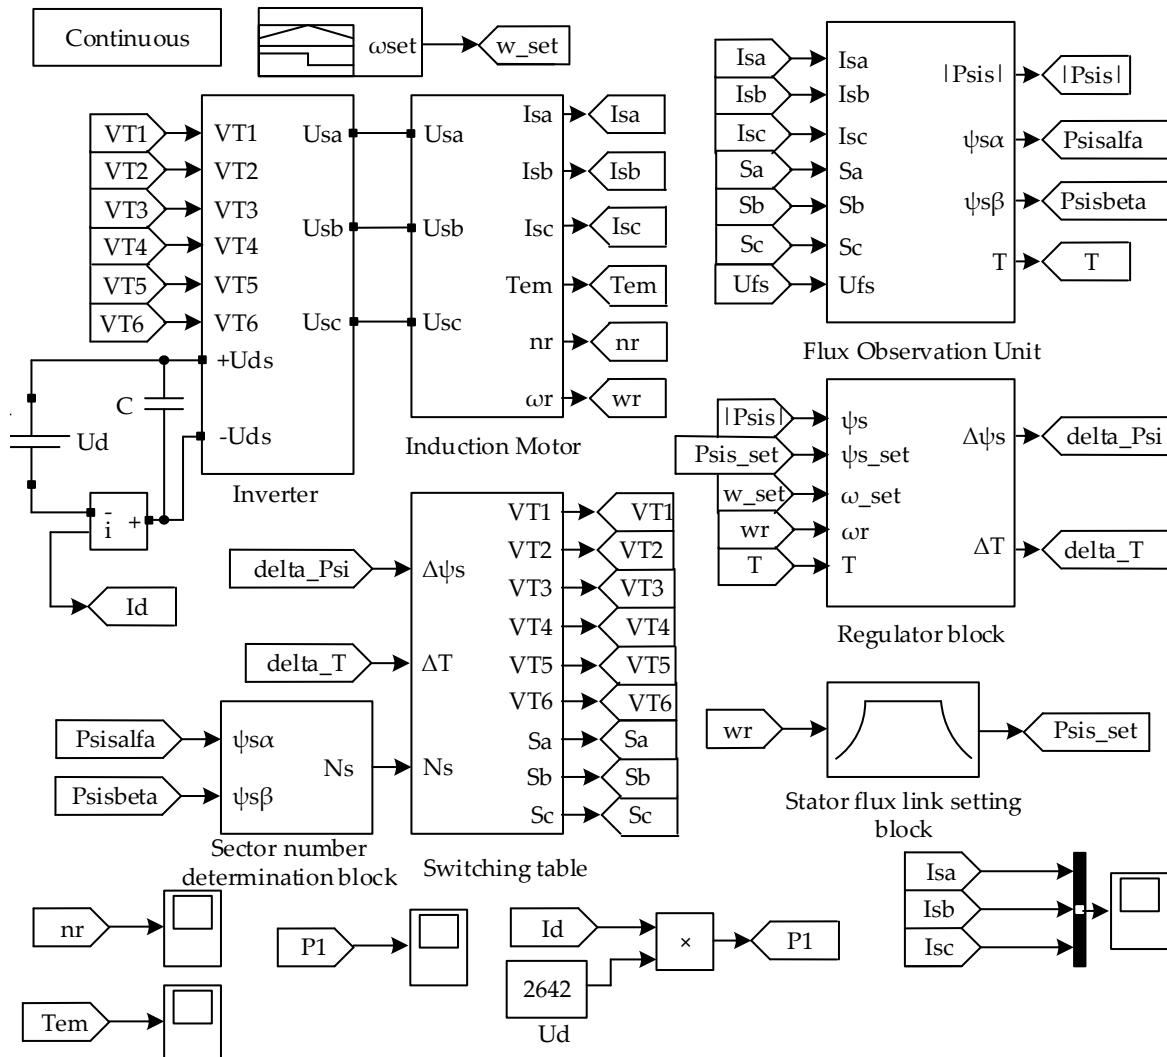 Continuous
ωset
w_set
VT1
VT2
VT3
VT4
VT5
VT6
VT1
VT2
VT3
VT4
VT5
VT6
+Uds
-Uds
Usa
Usb
Usc
Inverter
C
Ud
-
i
+
Id
Usa
Usb
Usc
Isa
Isb
Isc
Tem
nr
ωr
Isa
Isb
Isc
Tem
nr
wr
Induction Motor
Isa
Isb
Isc
Sa
Sb
Sc
Ufs
Isa
Isb
Isc
Sa
Sb
Sc
Ufs
|Psis|
ψsα
ψsβ
T
|Psis|
Psisalfa
Psisbeta
T
Flux Observation Unit
|Psis|
Psis_set
w_set
wr
T
ψs
ψs_set
ω_set
ωr
T
Δψs
ΔT
delta_Psi
delta_T
Regulator block
delta_Psi
delta_T
Δψs
ΔT
Ns
VT1
VT2
VT3
VT4
VT5
VT6
Sa
Sb
Sc
VT1
VT2
VT3
VT4
VT5
VT6
Sa
Sb
Sc
Switching table
Psisalfa
Psisbeta
ψsα
ψsβ
Ns
Sector number
determination block
wr
Psis_set
Stator flux link setting
block
nr
Tem
P1
Id
2642
Ud
×
P1
Isa
Isb
Isc